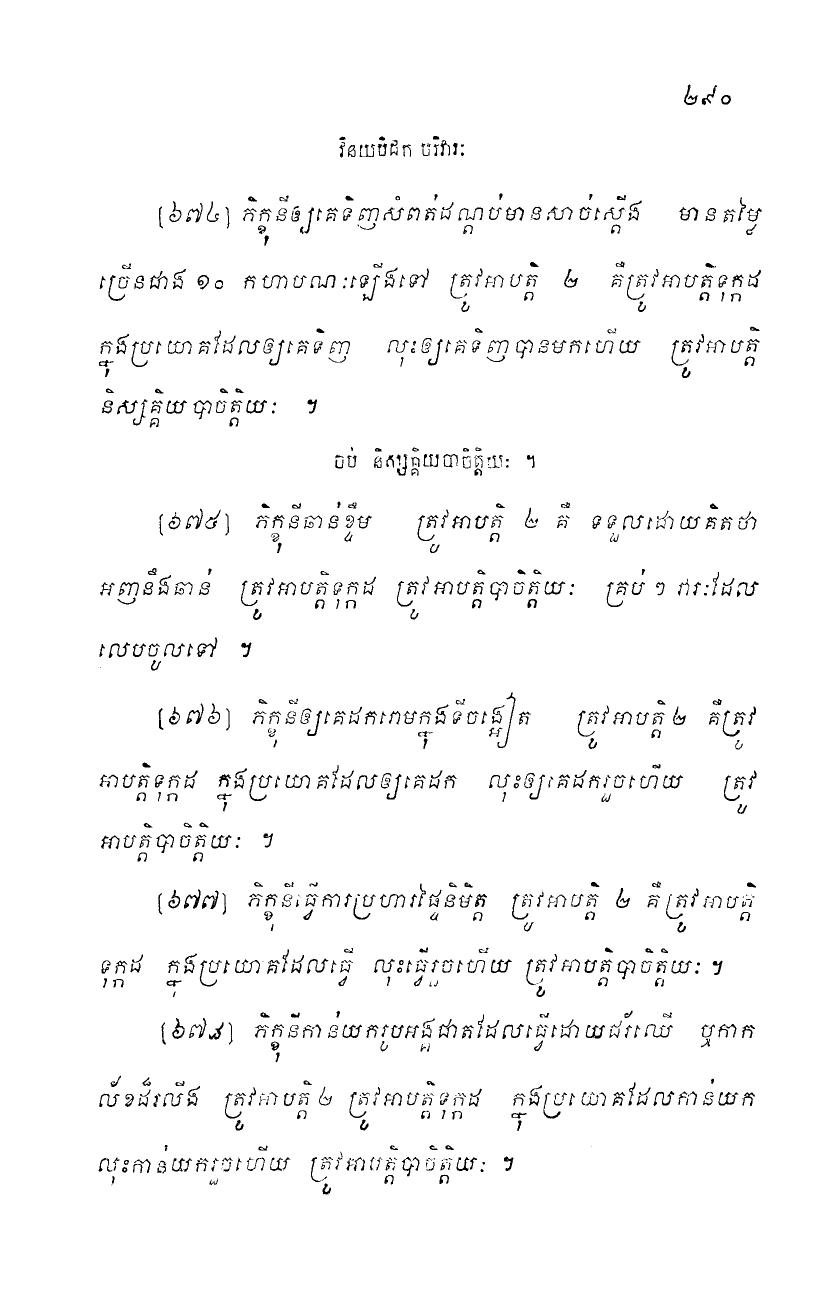 ២៩០
វិនយបិដក បរិវារៈ
[៦៧៤] ភិក្ខុនីឲ្យគេទិញសំពត់ដណ្តប់មានសាច់ស្តើង មានតម្លៃ
ច្រើនជាង ១០ កហាបណៈឡើងទៅ ត្រូវអាបត្តិ ២ គឺត្រូវអាបត្តិទុក្កដ
ក្នុងប្រយោគដែលឲ្យគេទិញ លុះឲ្យគេទិញបានមកហើយ ត្រូវអាបត្តិ
និស្សគ្គិយបាចិត្តិយៈ ។
ចប់ និស្សគ្គិយបាចិត្តិយៈ ។
[៦៧៥] ភិក្ខុនីឆាន់ខ្ទឹម ត្រូវអាបត្តិ ២ គឺ ទទួលដោយគិតថា
អញនឹងឆាន់ ត្រូវអាបត្តិទុក្កដ ត្រូវអាបត្តិបាចិត្តិយៈ គ្រប់ ៗ វារៈដែល
លេបចូលទៅ ។
[៦៧៦] ភិក្ខុនីឲ្យគេដករោមក្នុងទីចង្អៀត ត្រូវអាបត្តិ ២ គឺត្រូវ
អាបត្តិទុក្កដ ក្នុងប្រយោគដែលឲ្យគេដក លុះឲ្យគេដករួចហើយ ត្រូវ
អាបត្តិបាចិត្តិយៈ ។
[៦៧៧] ភិក្ខុនីធ្វើការប្រហារផ្ទៃនិមិត្ត ត្រូវអាបត្តិ ២ គឺត្រូវអាបត្តិ
ទុក្កដ ក្នុងប្រយោគដែលធ្វើ លុះធ្វើរួចហើយ ត្រូវអាបត្តិបាចិត្តិយៈ ។
[៦៧៨] ភិក្ខុនីកាន់យករូបអង្គជាតដែលធ្វើដោយជ័រឈើ ឬកាក
ល័ខដ៏រលីង ត្រូវអាបត្តិ ២ ត្រូវអាបត្តិទុក្កដ ក្នុងប្រយោគដែលកាន់យក
លុះកាន់យករួចហើយ ត្រូវអាបត្តិបាចិត្តិយៈ ។